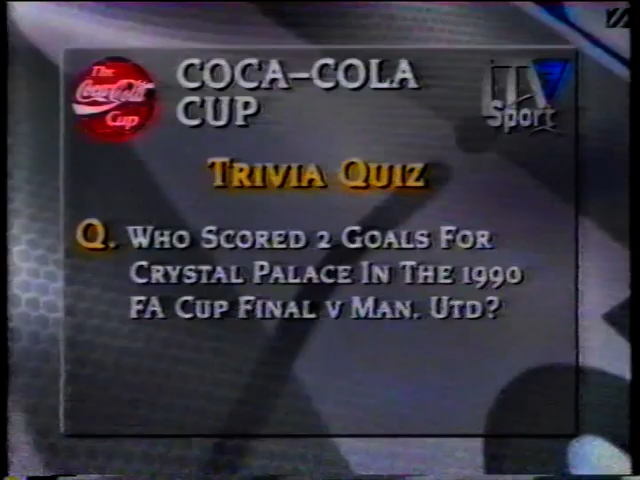 The
Coca-Cola
Cup
COCA-COLA
CUP
ITV
Sport
TRIVIA QUIZ
Q. WHO SCORED 2 GOALS FOR
CRYSTAL PALACE IN THE 1990
FA CUP FINAL V MAN. UTD?